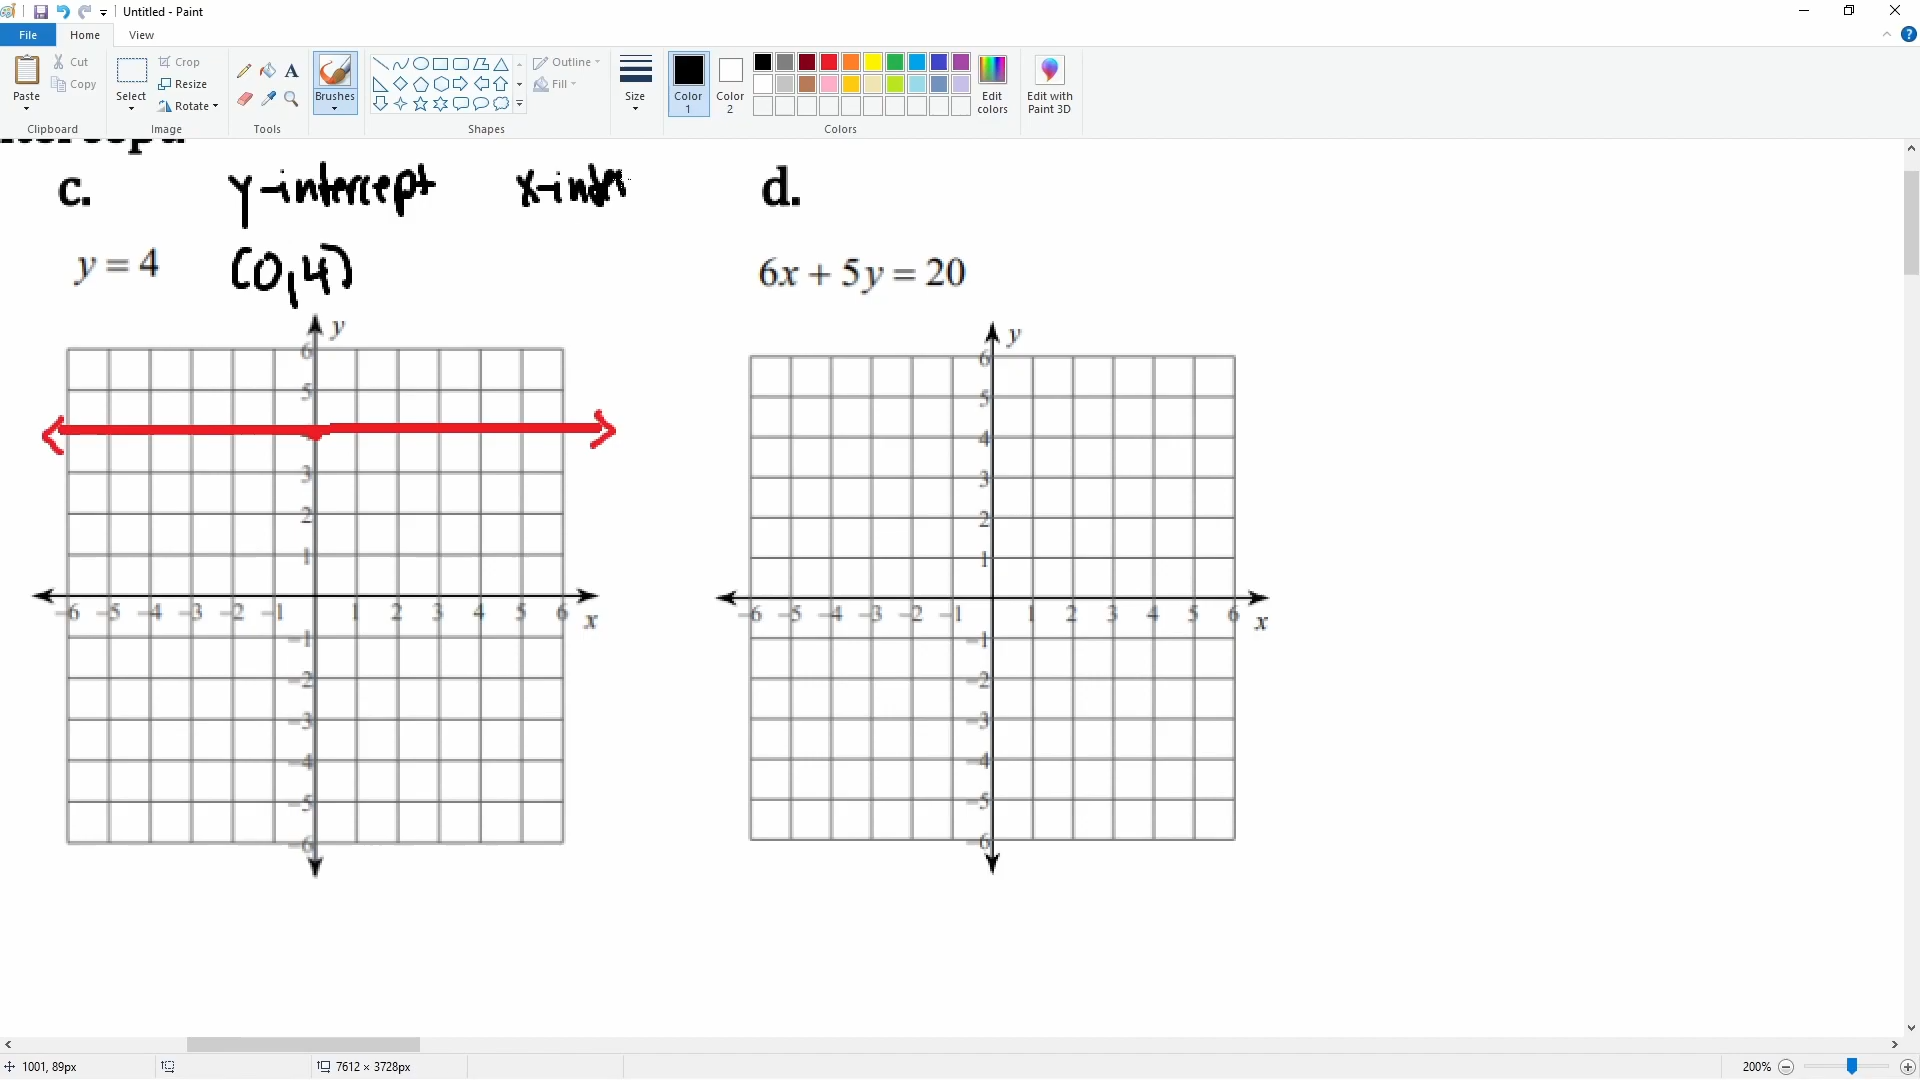 Untitled - Paint
File Home View
Paste
Cut
Copy
Clipboard
Select
Crop
Resize
Rotate
Image
A
Tools
Brushes
Shapes
Outline
Fill
Size
Color 1
Color 2
Colors
Edit colors
Edit with Paint 3D
c. y-intercept x-inter
y = 4 (0,4)
y
6
5
3
2
1
-6 -5 -4 -3 -2 -1 1 2 3 4 5 6 x
-1
-2
-3
-4
-5
-6
d.
6x + 5y = 20
y
6
5
4
3
2
1
-6 -5 -4 -3 -2 -1 1 2 3 4 5 6 x
-1
-2
-3
-4
-5
-6
1001, 89px
7612 × 3728px
200%